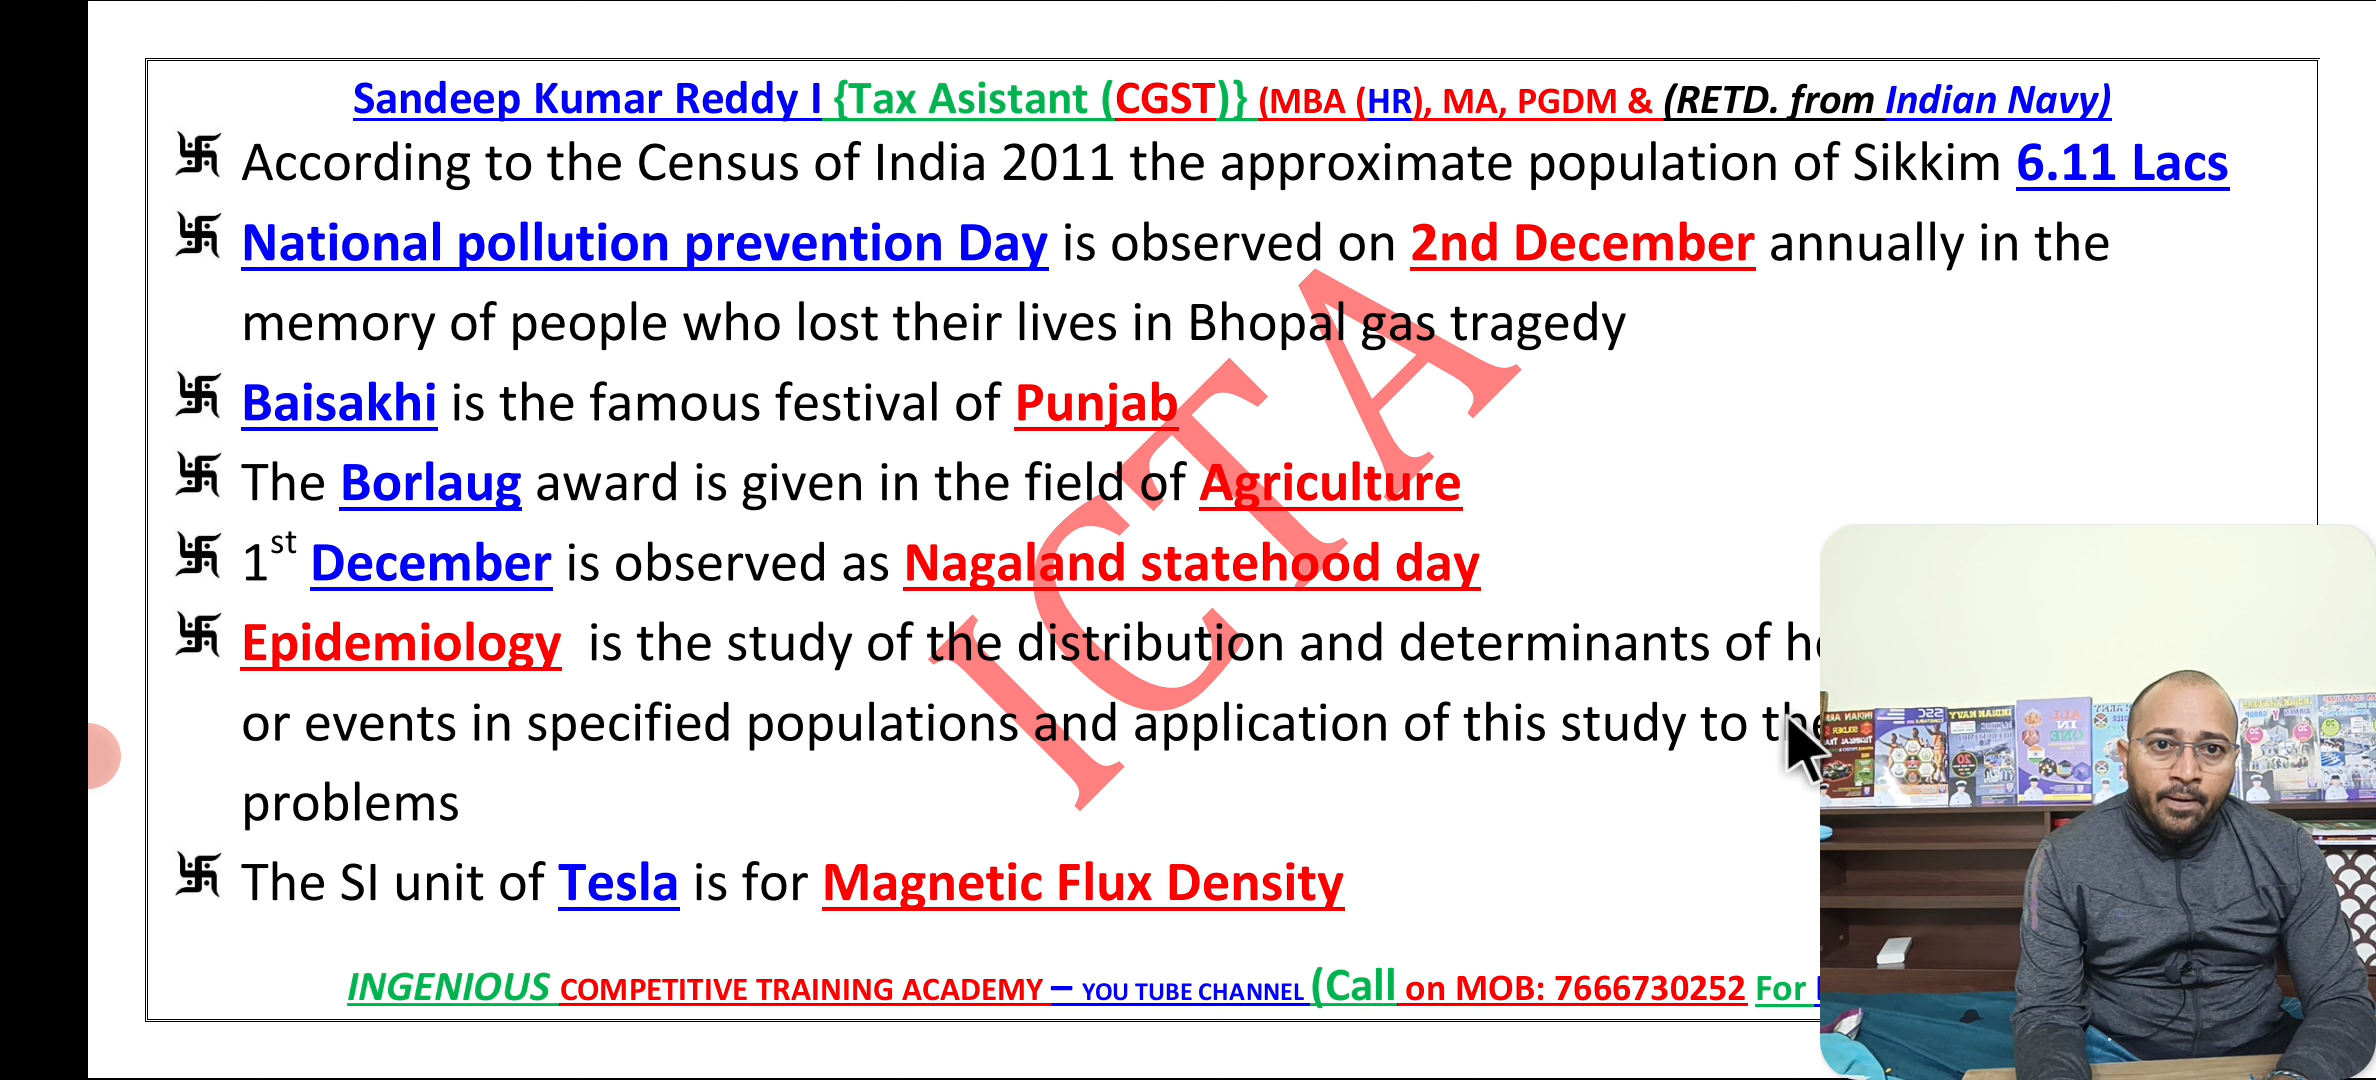 Sandeep Kumar Reddy I {Tax Asistant (CGST)} (MBA (HR), MA, PGDM & (RETD. from Indian Navy)
According to the Census of India 2011 the approximate population of Sikkim 6.11 Lacs
National pollution prevention Day is observed on 2nd December annually in the
memory of people who lost their lives in Bhopal gas tragedy
Baisakhi is the famous festival of Punjab
The Borlaug award is given in the field of Agriculture
1st December is observed as Nagaland statehood day
Epidemiology is the study of the distribution and determinants of
or events in specified populations and application of this study to the
problems
The SI unit of Tesla is for Magnetic Flux Density
ICTA
INGENIOUS COMPETITIVE TRAINING ACADEMY – YOU TUBE CHANNEL (Call on MOB: 7666730252 For